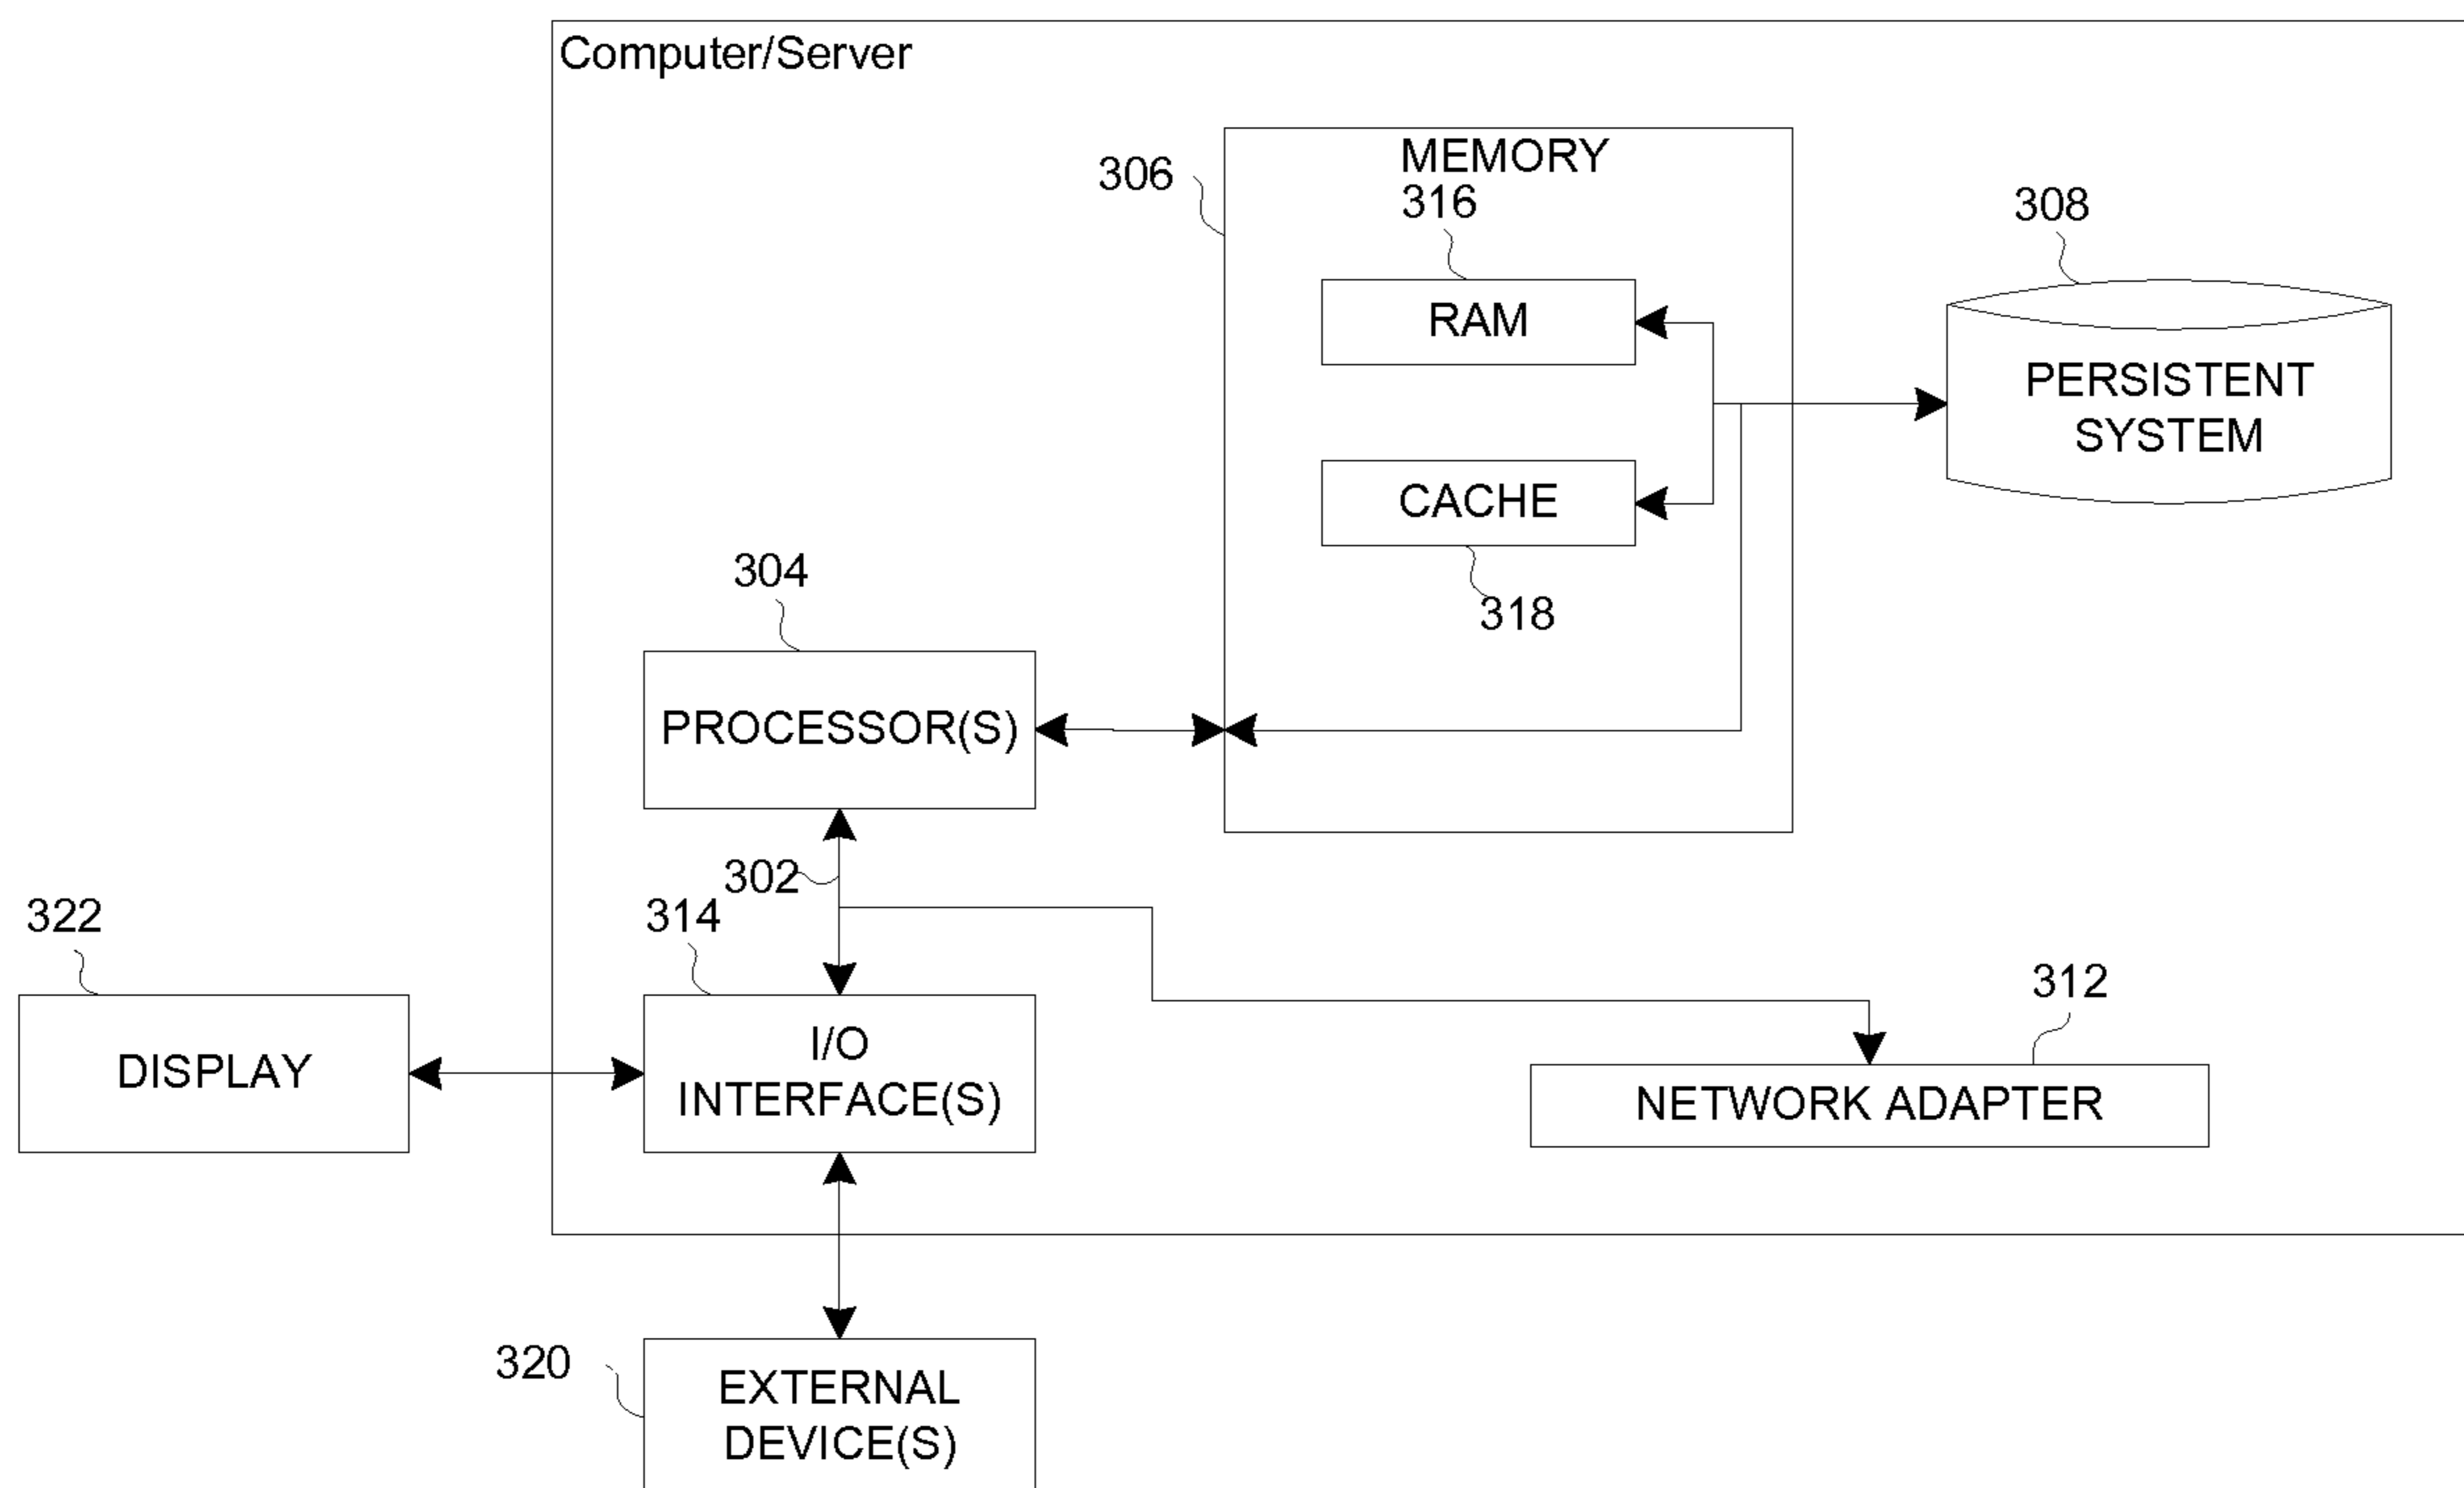 Computer/Server
MEMORY
306
316
308
RAM
PERSISTENT
SYSTEM
CACHE
304
318
PROCESSOR(S)
302
322
314
312
I/O
INTERFACE(S)
DISPLAY
NETWORK ADAPTER
320
EXTERNAL
DEVICE(S)